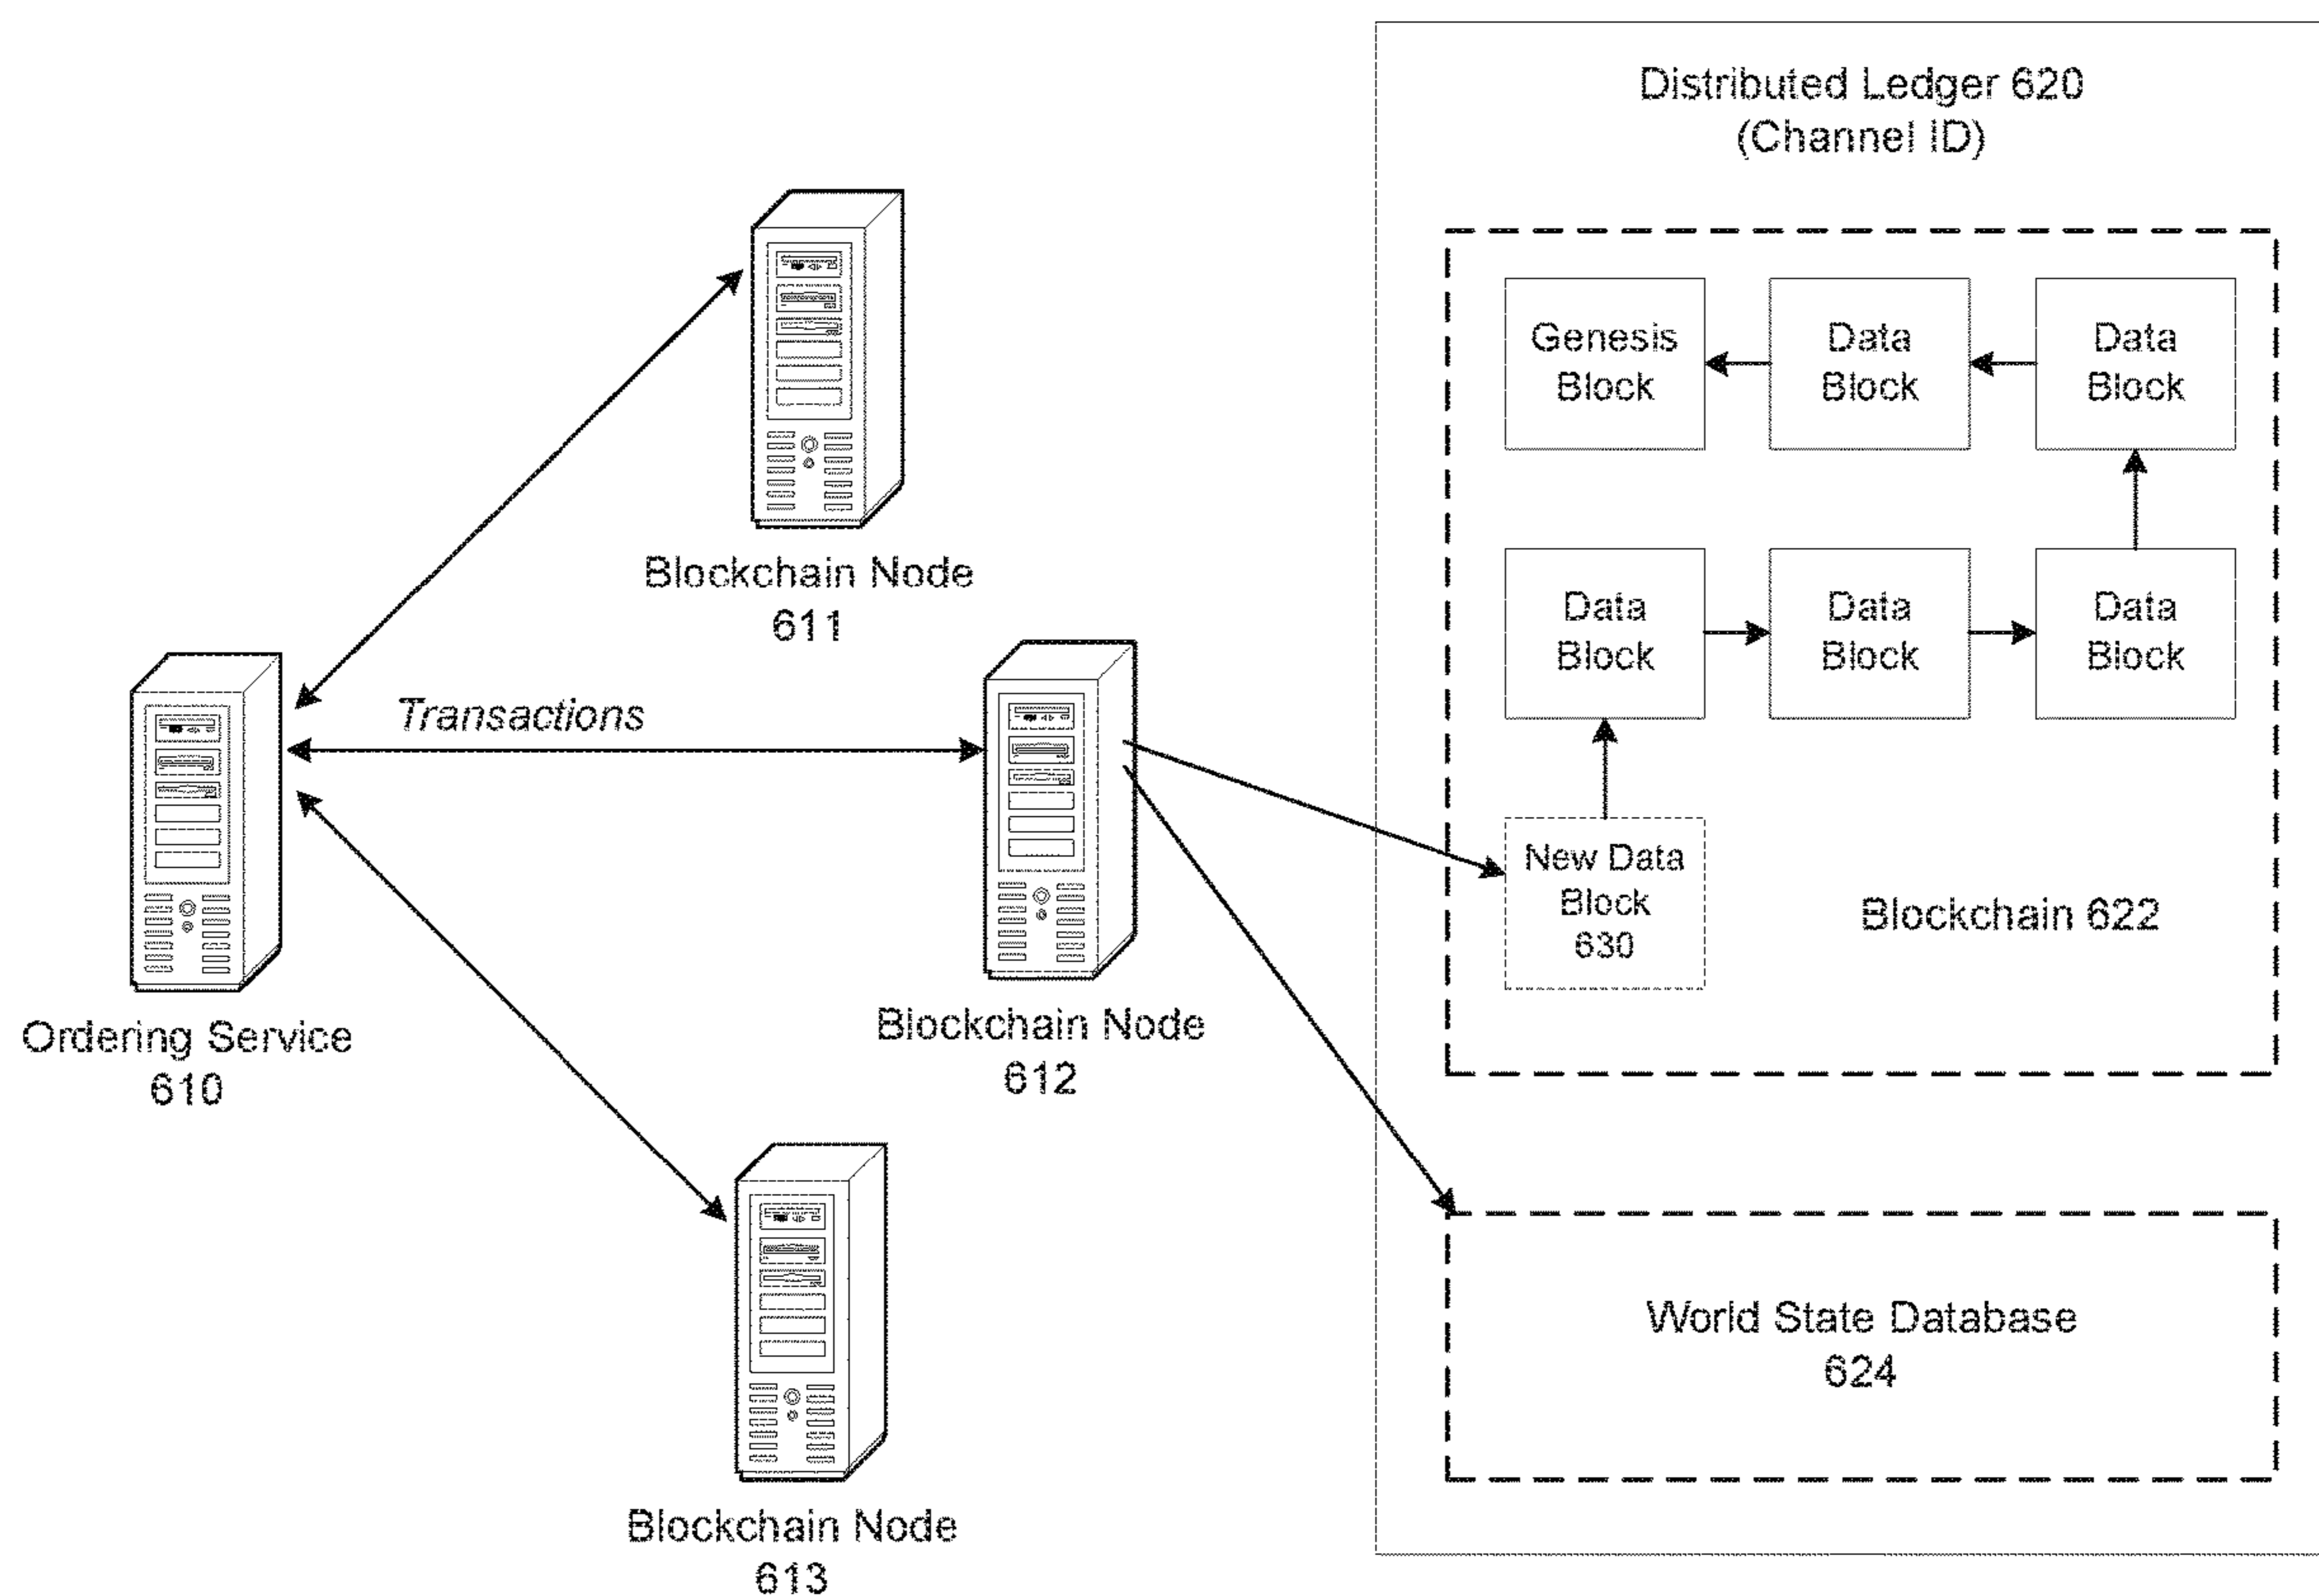 Distributed Ledger 620
(Channel ID)
Genesis
Block
Data
Block
Data
Block
Blockchain Node
611
Data
Block
Data
Block
Data
Block
Transactions
New Data
Block
630
Blockchain 622
Ordering Service
610
Blockchain Node
612
World State Database
624
Blockchain Node
613